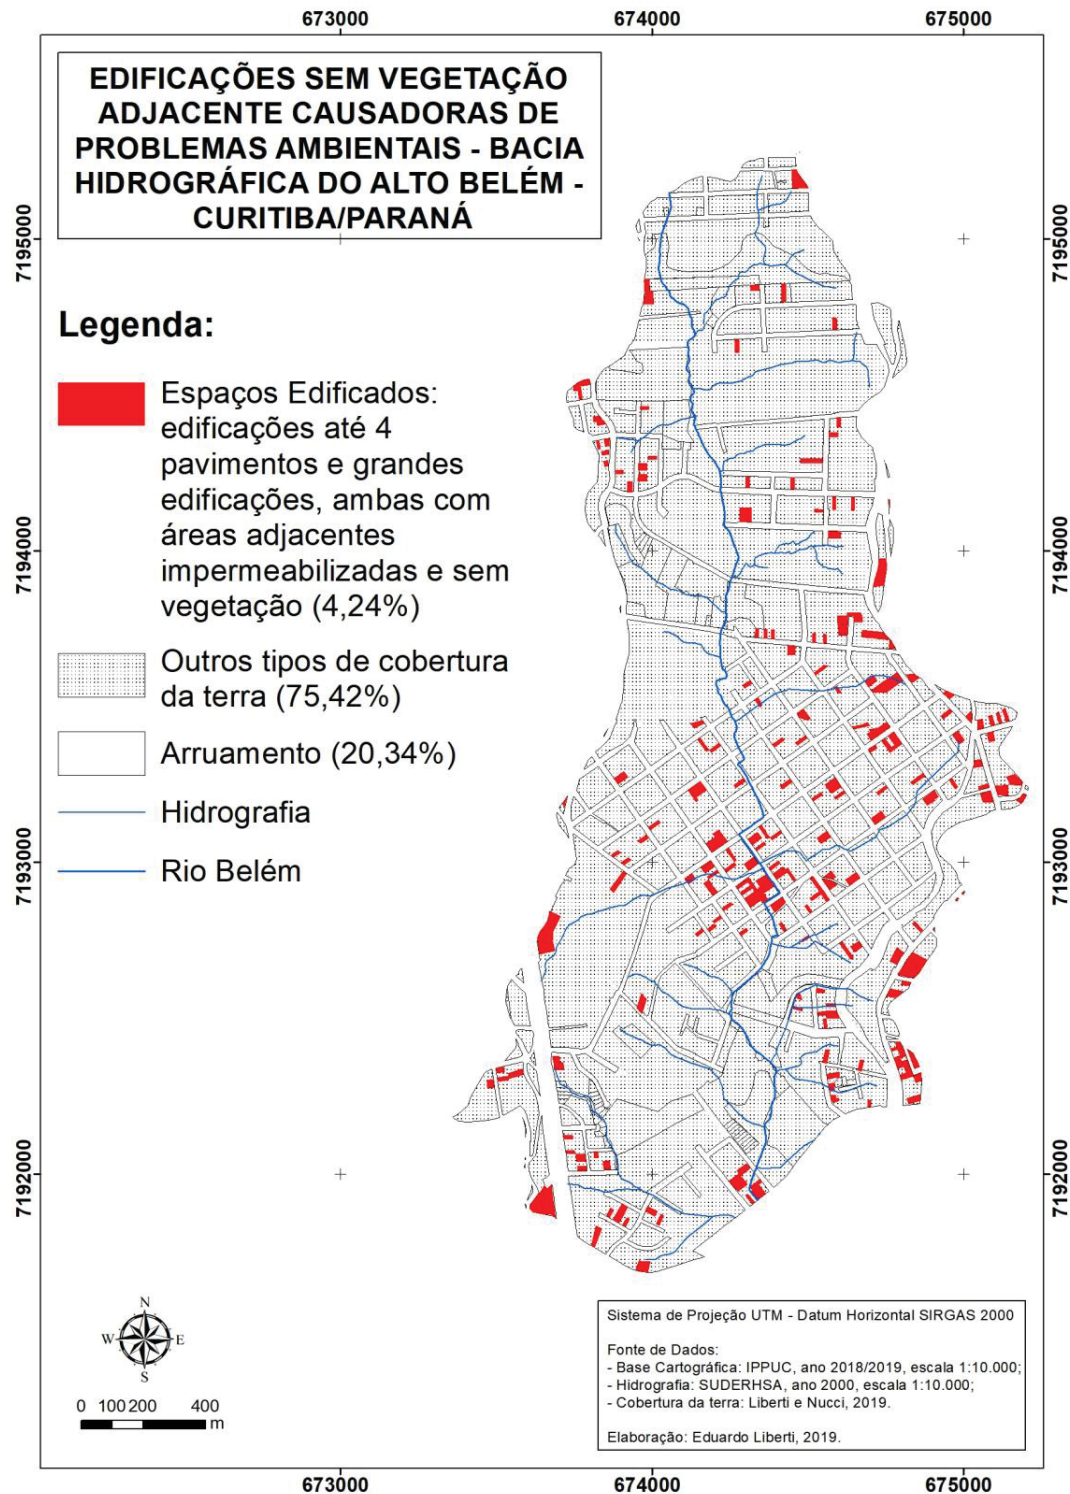 673000
674000
675000
EDIFICAÇÕES SEM VEGETAÇÃO
ADJACENTE CAUSADORAS DE
PROBLEMAS AMBIENTAIS - BACIA
HIDROGRÁFICA DO ALTO BELÉM -
CURITIBA/PARANÁ
7195000
7195000
Legenda:
Espaços Edificados:
edificações até 4
pavimentos e grandes
edificações, ambas com
áreas adjacentes
impermeabilizadas e sem
vegetação (4,24%)
7194000
7194000
Outros tipos de cobertura
da terra (75,42%)
Arruamento (20,34%)
Hidrografia
Rio Belém
7193000
7193000
7192000
7192000
N
W
E
S
0 100 200 400
m
Sistema de Projeção UTM - Datum Horizontal SIRGAS 2000
Fonte de Dados:
- Base Cartográfica: IPPUC, ano 2018/2019, escala 1:10.000;
- Hidrografia: SUDERHSA, ano 2000, escala 1:10.000;
- Cobertura da terra: Liberti e Nucci, 2019.
Elaboração: Eduardo Liberti, 2019.
673000
674000
675000